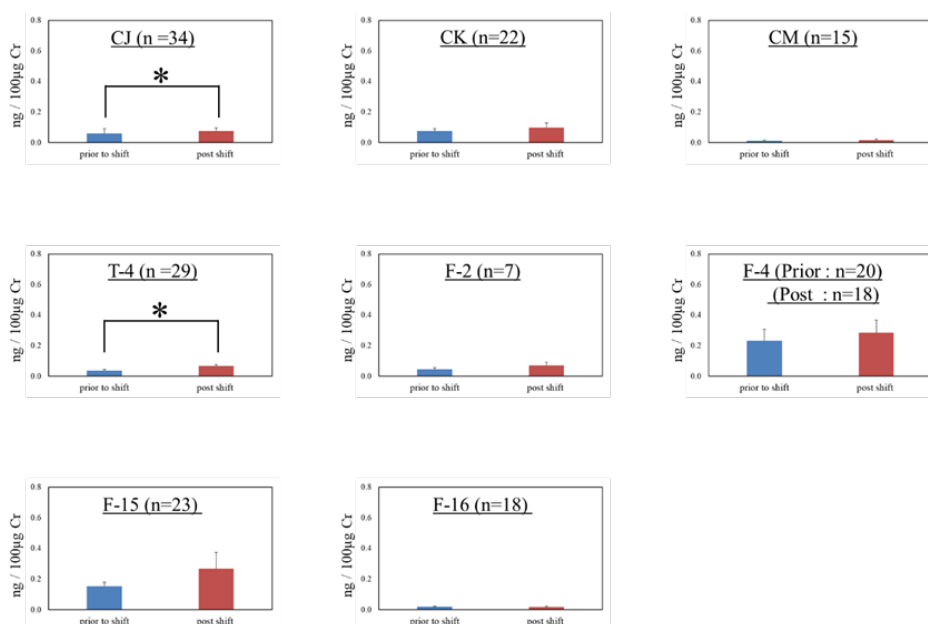 CJ (n =34)
ng / 100µg Cr
0.8
0.6
0.4
0.2
0.0
*
prior to shift
post shift
CK (n=22)
ng / 100µg Cr
0.8
0.6
0.4
0.2
0.0
prior to shift
post shift
CM (n=15)
ng / 100µg Cr
0.8
0.6
0.4
0.2
0.0
prior to shift
post shift
T-4 (n =29)
ng / 100µg Cr
0.8
0.6
0.4
0.2
0.0
*
prior to shift
post shift
F-2 (n=7)
ng / 100µg Cr
0.8
0.6
0.4
0.2
0.0
prior to shift
post shift
F-4 (Prior : n=20)
(Post : n=18)
ng / 100µg Cr
0.8
0.6
0.4
0.2
0.0
prior to shift
post shift
F-15 (n=23)
ng / 100µg Cr
0.8
0.6
0.4
0.2
0.0
prior to shift
post shift
F-16 (n=18)
ng / 100µg Cr
0.8
0.6
0.4
0.2
0.0
prior to shift
post shift